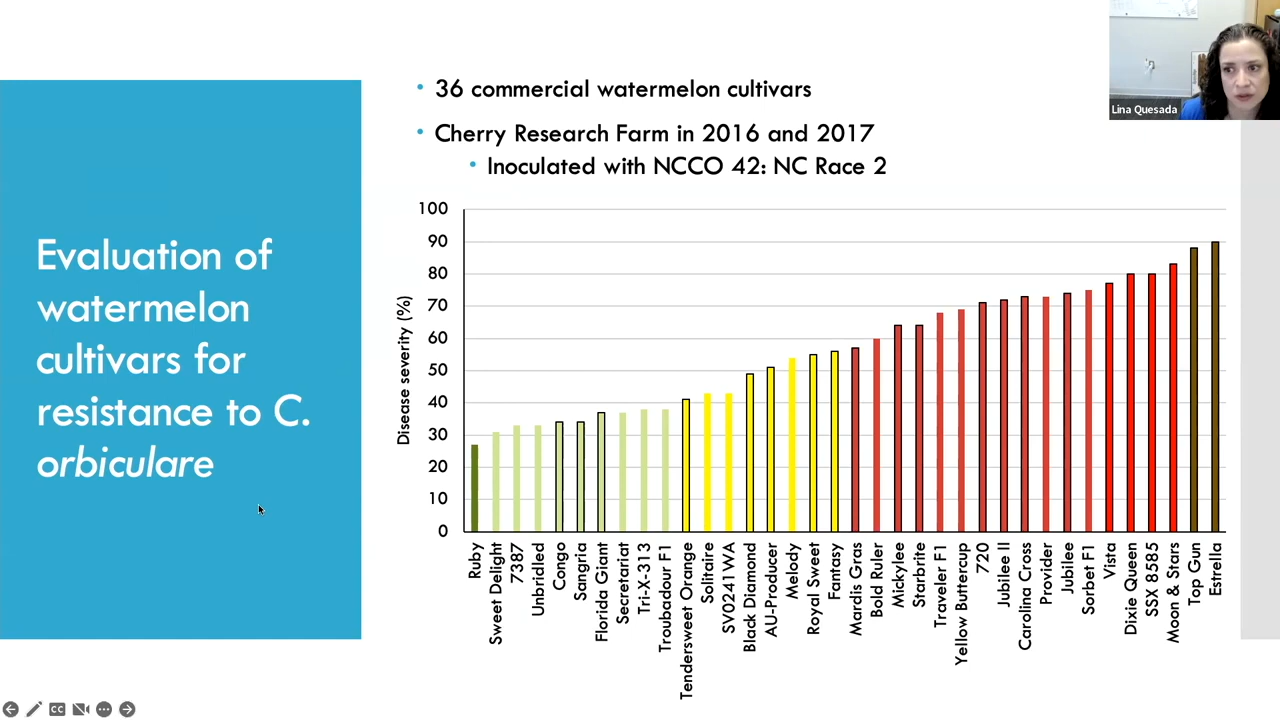 Evaluation of
watermelon
cultivars for
resistance to C.
orbiculare
• 36 commercial watermelon cultivars
• Cherry Research Farm in 2016 and 2017
• Inoculated with NCCO 42: NC Race 2
Lina Quesada
Disease severity (%)
100
90
80
70
60
50
40
30
20
10
0
Ruby
Sweet Delight
7387
Unbridled
Congo
Sangria
Florida Giant
Secretariat
Tri-X-313
Troubadour F1
Tendersweet Orange
Solitaire
SV0241WA
Black Diamond
AU-Producer
Melody
Royal Sweet
Fantasy
Mardis Gras
Bold Ruler
Mickylee
Starbrite
Traveler F1
Yellow Buttercup
720
Jubilee II
Carolina Cross
Provider
Jubilee
Sorbet F1
Vista
Dixie Queen
SSX 8585
Moon & Stars
Top Gun
Estrella
CC